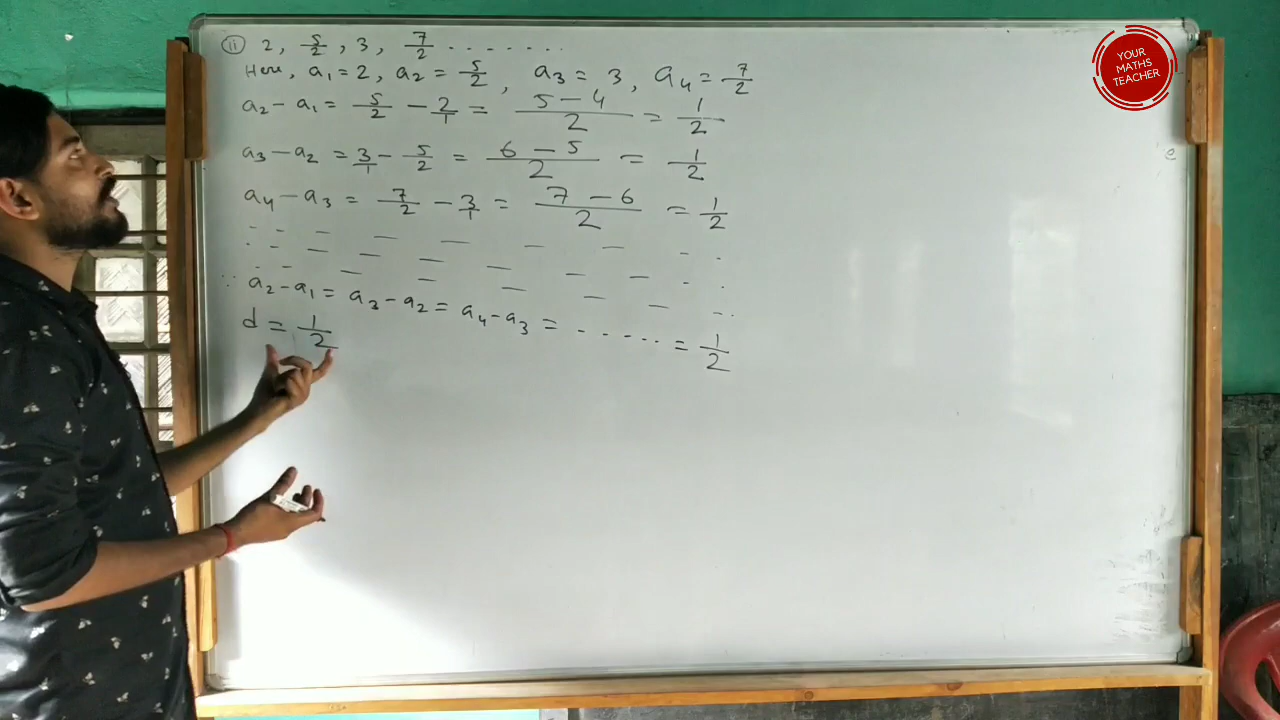 (ii) 2, 5/2, 3, 7/2 .......
Here, a₁ = 2, a₂ = 5/2, a₃ = 3, a₄ = 7/2
a₂ - a₁ = 5/2 - 2/1 = (5 - 4)/2 = 1/2
a₃ - a₂ = 3/1 - 5/2 = (6 - 5)/2 = 1/2
a₄ - a₃ = 7/2 - 3/1 = (7 - 6)/2 = 1/2
∵ a₂ - a₁ = a₃ - a₂ = a₄ - a₃ = ...... = 1/2
d = 1/2
YOUR
MATHS
TEACHER
e